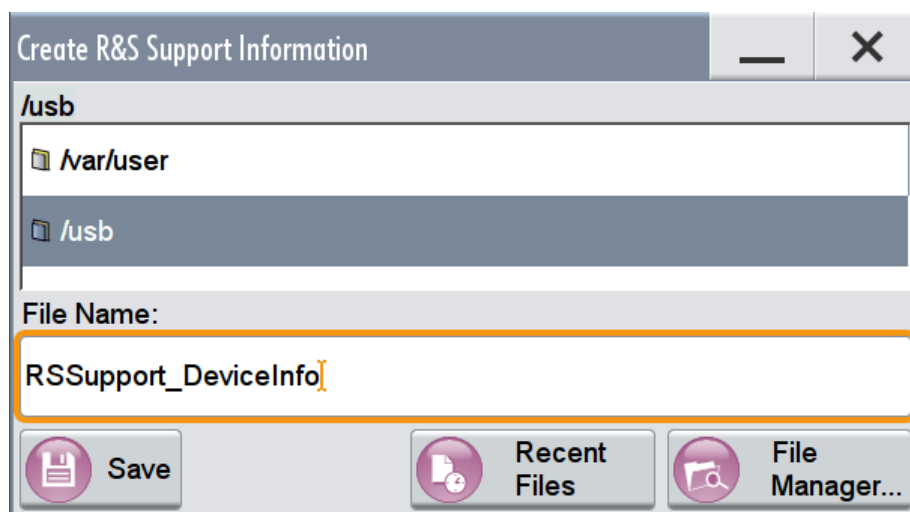 Create R&S Support Information
/usb
/var/user
/usb
File Name:
RSSupport_DeviceInfo
Save
Recent
Files
File
Manager...